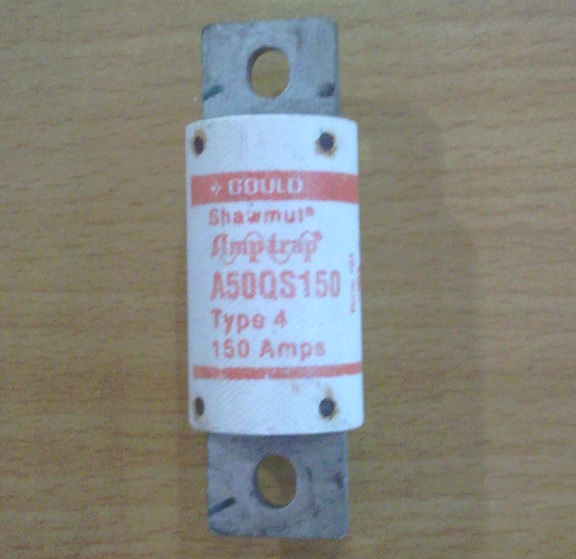 GOULD
Shawmut®
Amp-trap®
A50QS150
Type 4
150 Amps